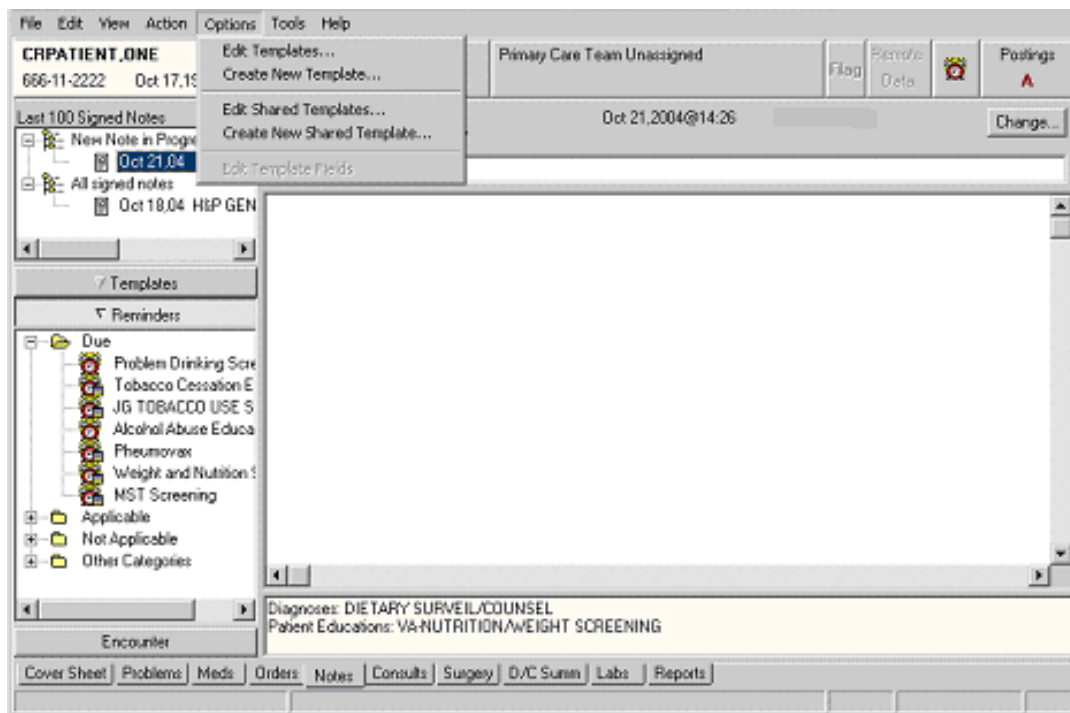 File Edit View Action Options Tools Help
CRPATIENT,ONE
666-11-2222 Oct 17,19
Primary Care Team Unassigned
Flag
Remote Data
Postings
A
Edit Templates...
Create New Template...
Edit Shared Templates...
Create New Shared Template...
Edit Template Fields
Last 100 Signed Notes
New Note in Progre
Oct 21,04
All signed notes
Oct 18,04 H&P GEN
Oct 21,2004@14:26
Change...
Templates
Reminders
Due
Problem Drinking Scre
Tobacco Cessation E
JG TOBACCO USE S
Alcohol Abuse Educa
Pneumovax
Weight and Nutrition S
MST Screening
Applicable
Not Applicable
Other Categories
Encounter
Diagnoses: DIETARY SURVEIL/COUNSEL
Patient Educations: VA-NUTRITION/WEIGHT SCREENING
Cover Sheet Problems Meds Orders Notes Consults Surgery D/C Summ Labs Reports